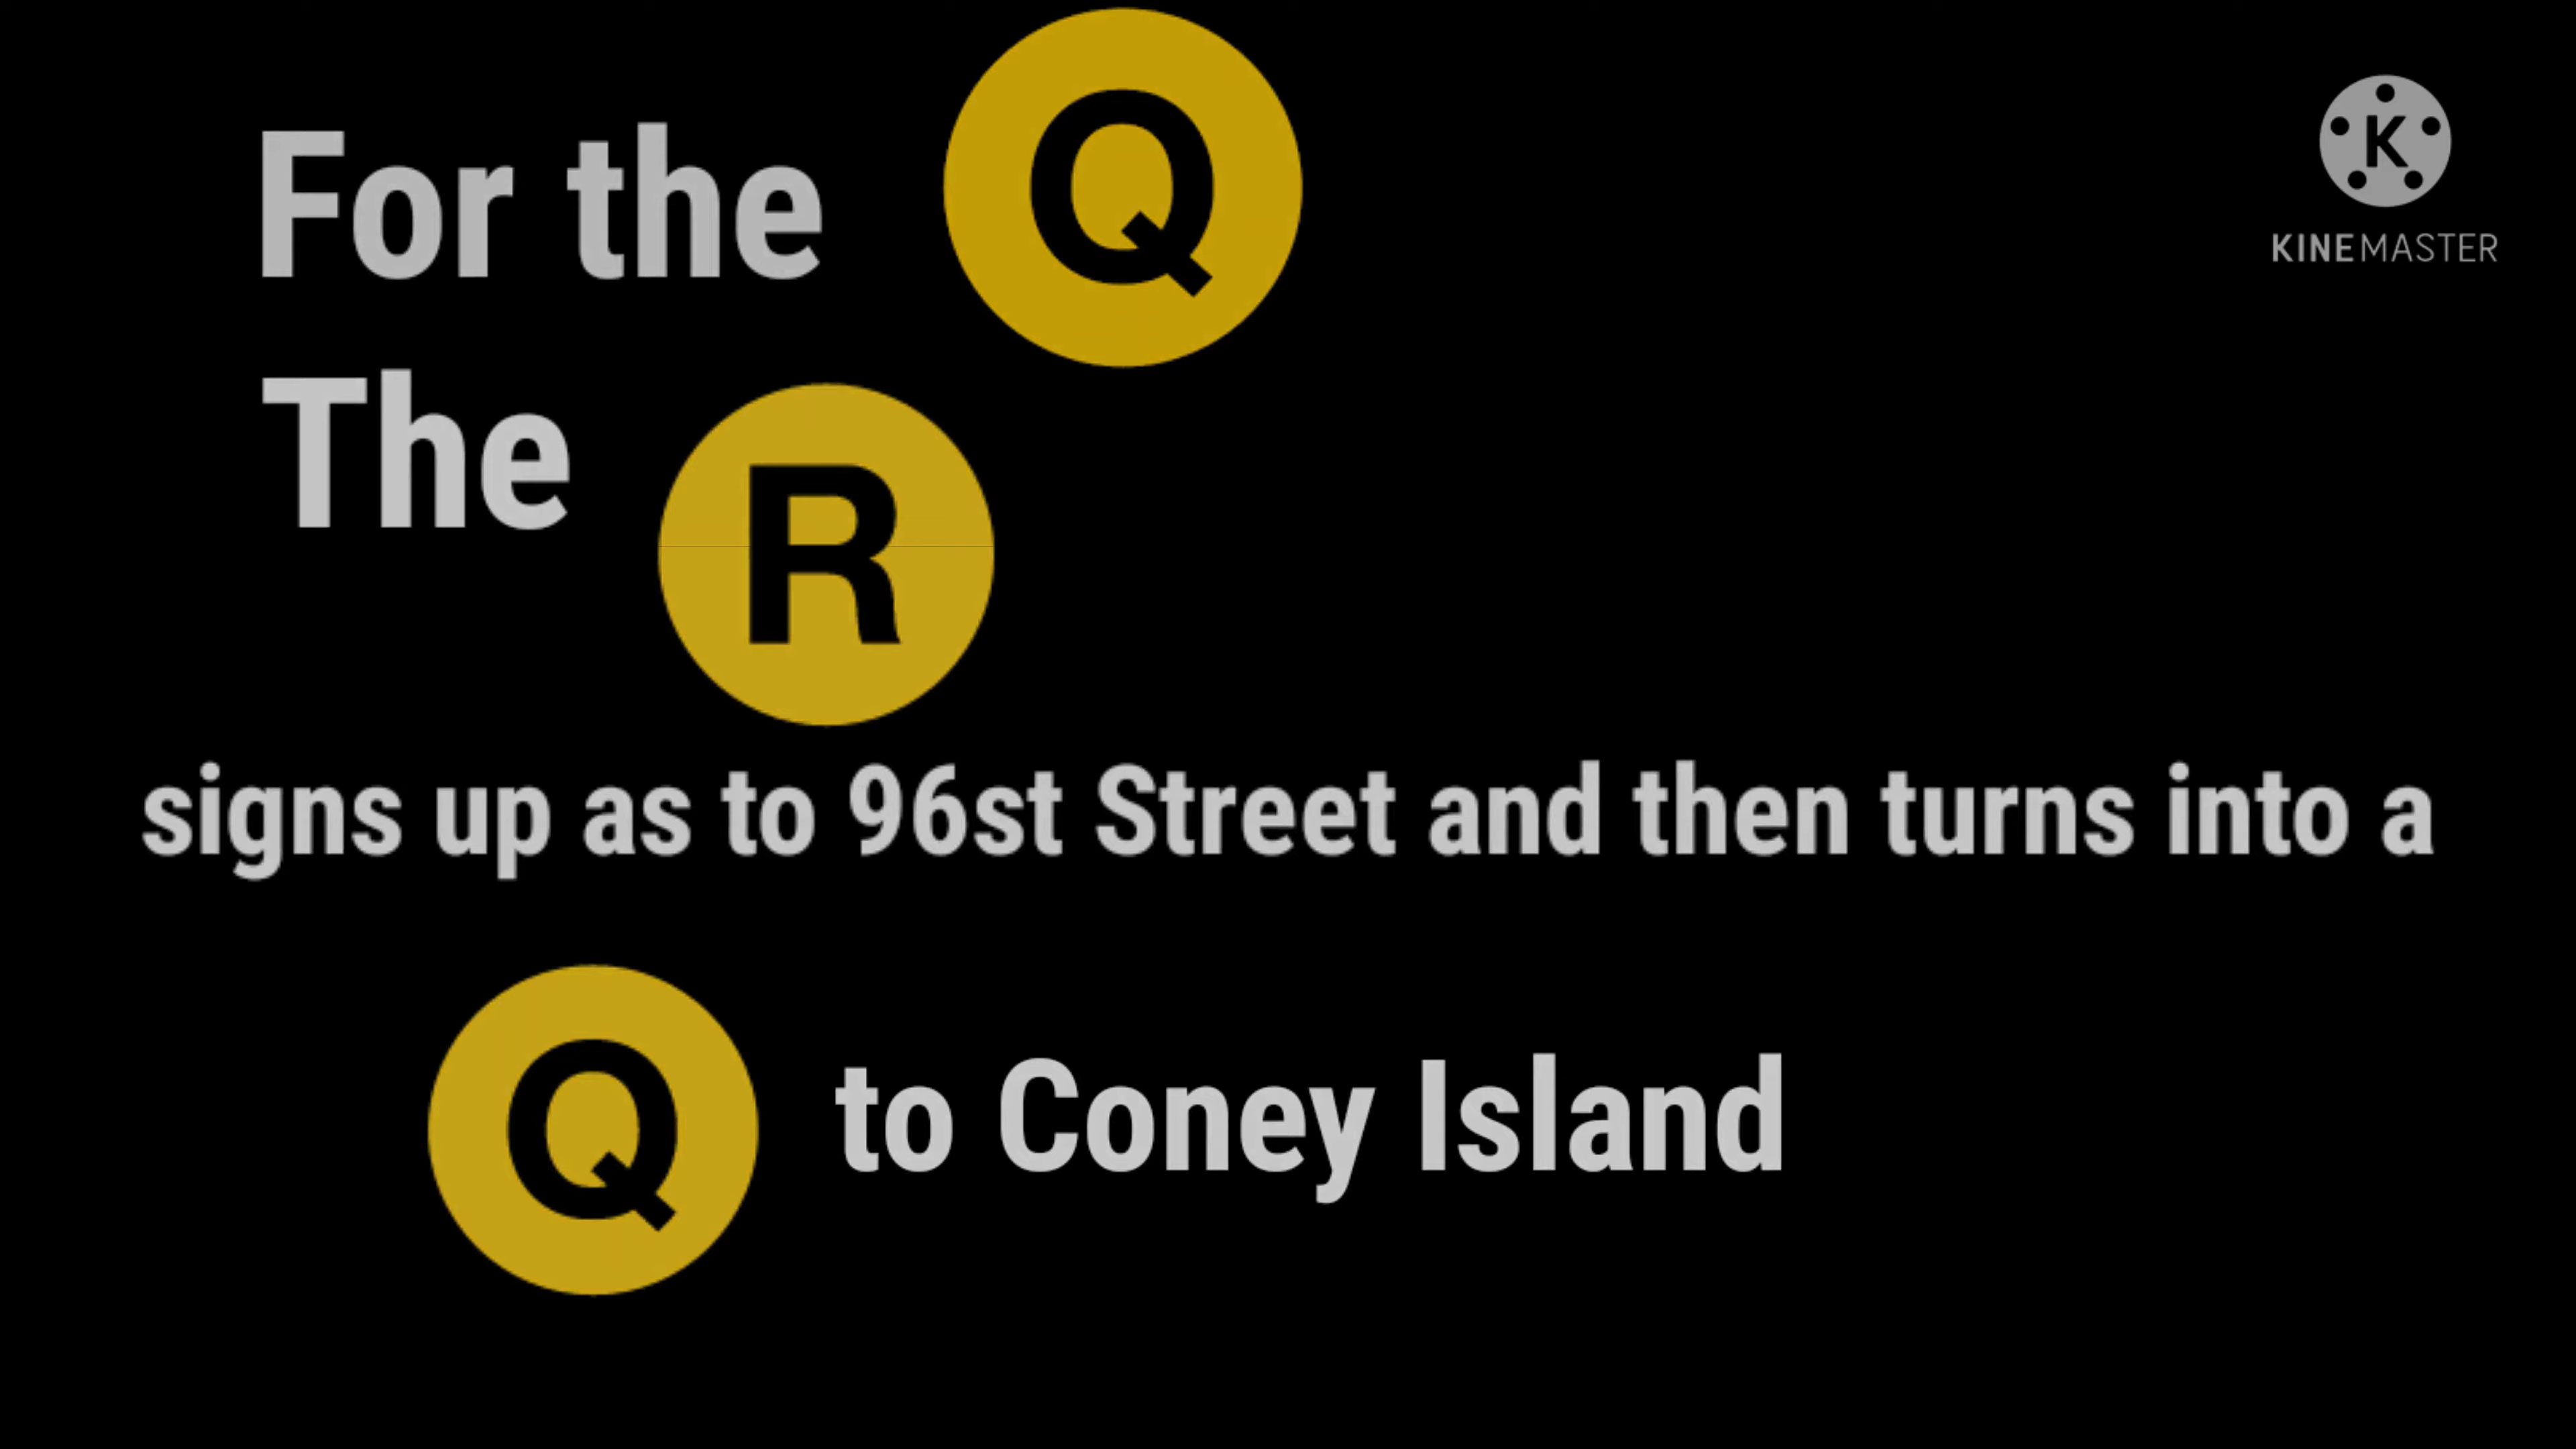 For the Q
K
KINEMASTER
The R
signs up as to 96st Street and then turns into a
Q to Coney Island